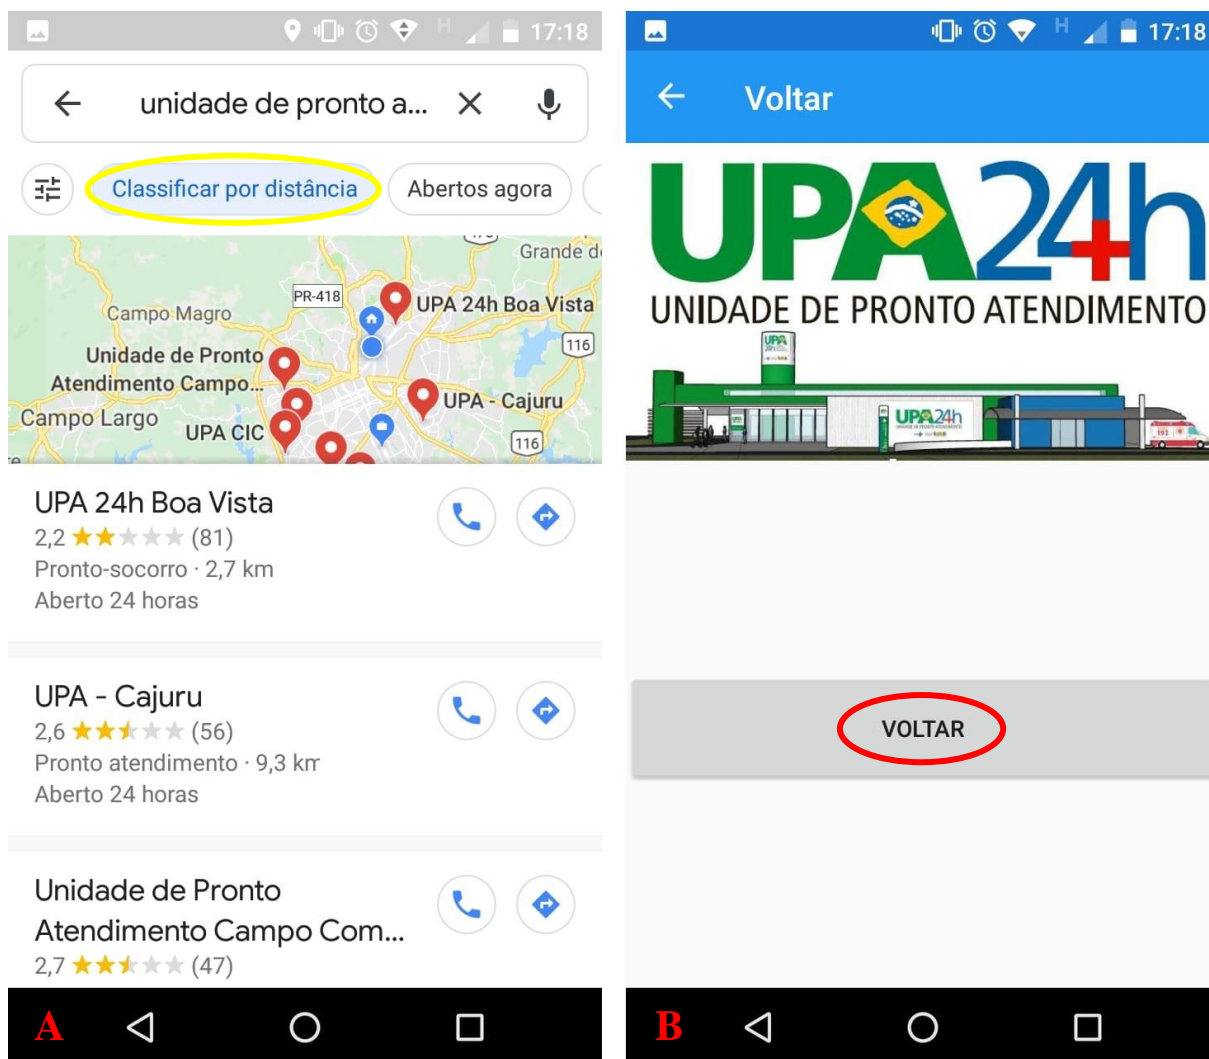 H 17:18
unidade de pronto a...
Classificar por distância
Abertos agora
Grande d
PR-418
UPA 24h Boa Vista
Campo Magro
116
Unidade de Pronto
Atendimento Campo...
UPA - Cajuru
Campo Largo
UPA CIC
116
UPA 24h Boa Vista
2,2 (81)
Pronto-socorro · 2,7 km
Aberto 24 horas
UPA - Cajuru
2,6 (56)
Pronto atendimento · 9,3 km
Aberto 24 horas
Unidade de Pronto
Atendimento Campo Com...
2,7 (47)
A
H 17:18
Voltar
UPA 24h
UNIDADE DE PRONTO ATENDIMENTO
UPA
UPA24h
VOLTAR
B